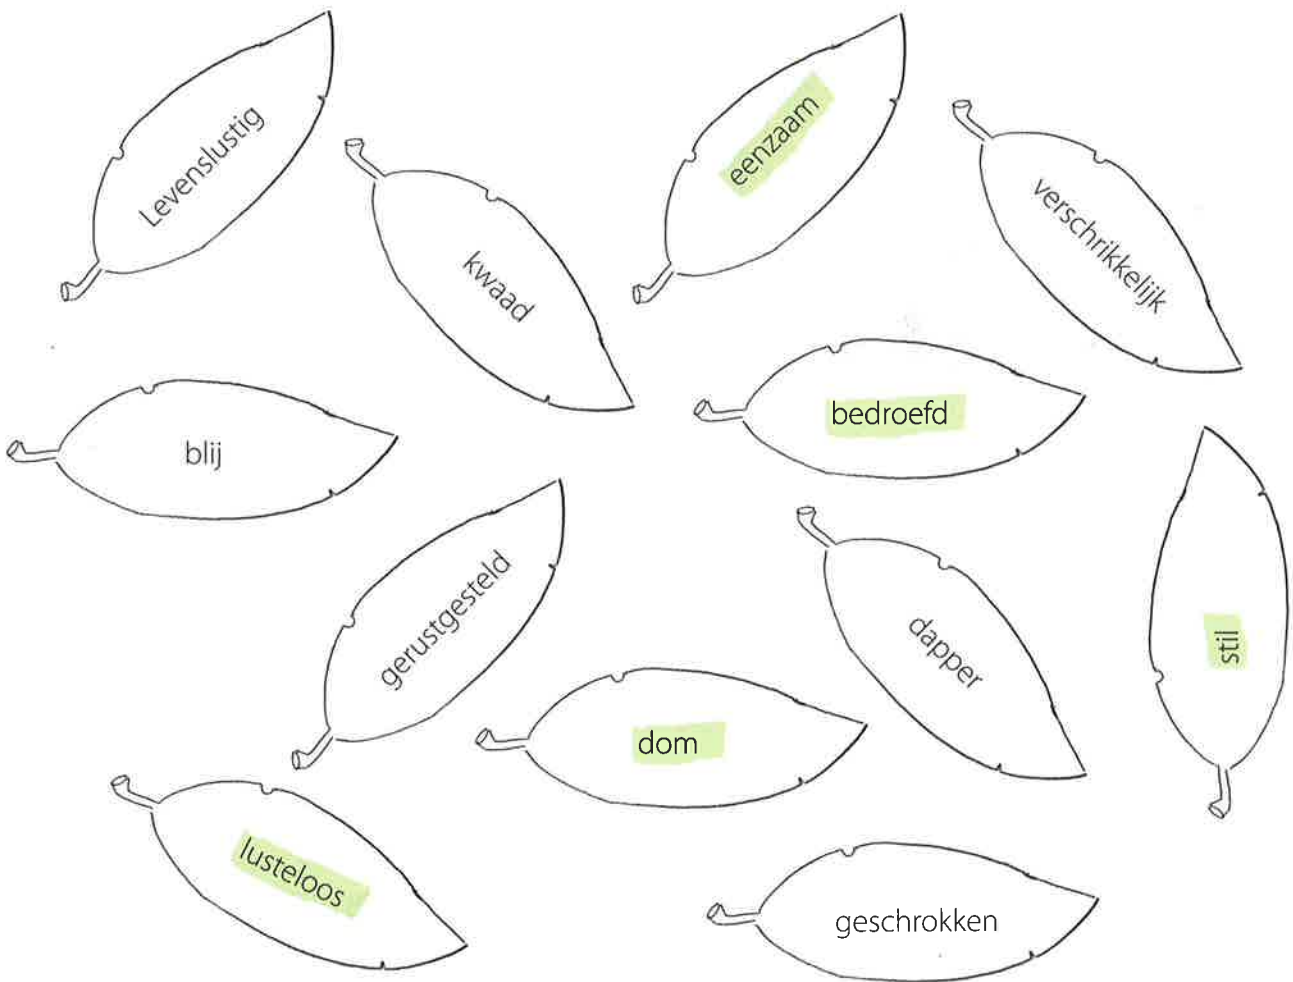 Levenslustig
eenzaam
kwaad
verschrikkelijk
blij
bedroefd
gerustgesteld
dapper
stil
dom
lusteloos
geschrokken